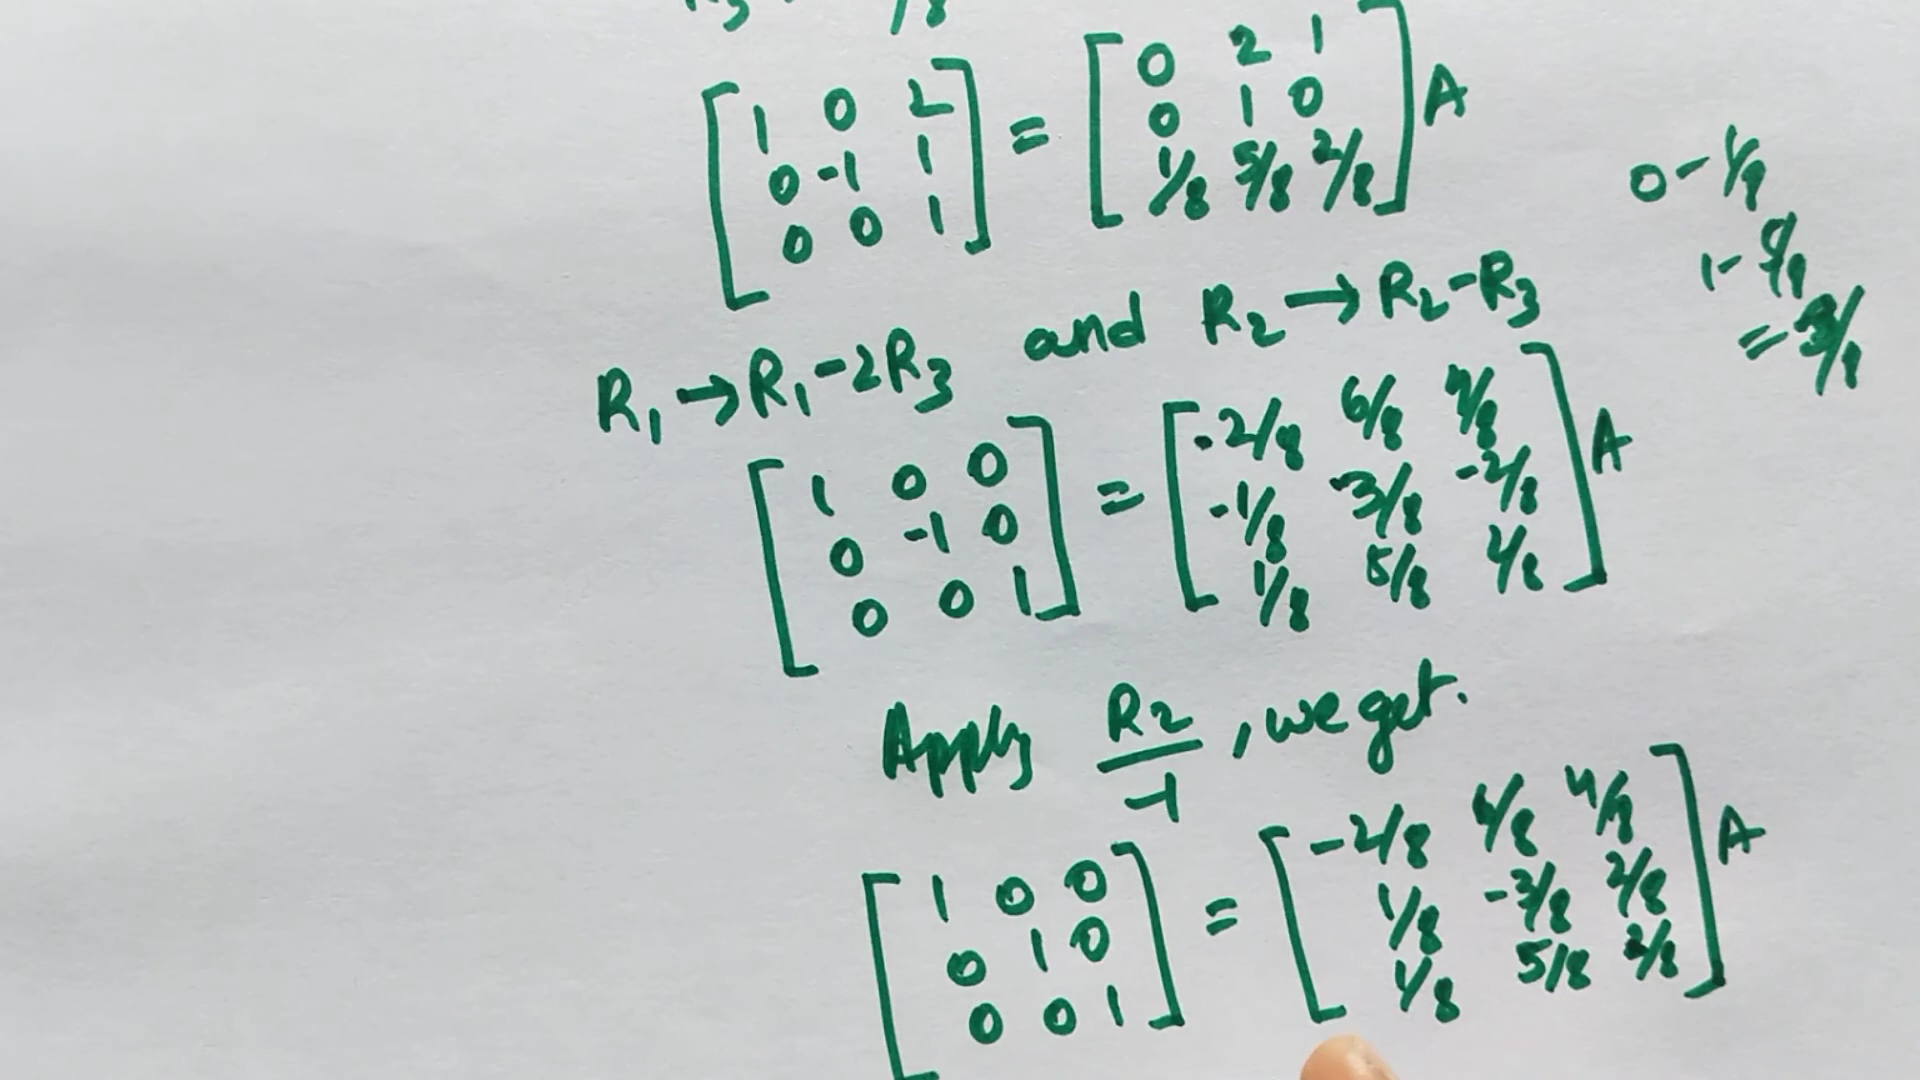 1 0 2 0 2 1
0 -1 1 = 0 1 0 A
0 0 1 1/8 5/8 2/8
0 - 1/8
1 - 5/8
= 3/8
R1 → R1 - 2R3 and R2 → R2 - R3
1 0 0 -2/8 6/8 4/8
0 -1 0 = -1/8 3/8 -2/8 A
0 0 1 1/8 5/8 2/8
Apply R2/-1, we get.
1 0 0 -2/8 6/8 4/8
0 1 0 = 1/8 -3/8 2/8 A
0 0 1 1/8 5/8 2/8